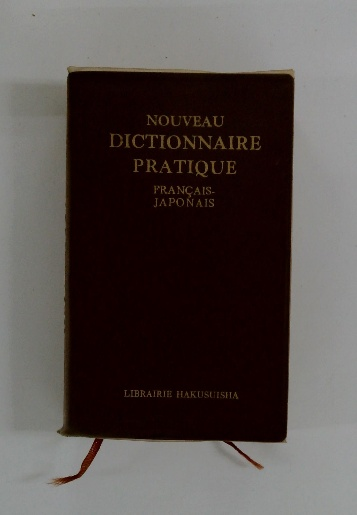 NOUVEAU
DICTIONNAIRE
PRATIQUE
FRANÇAIS-
JAPONAIS
LIBRAIRIE HAKUSUISHA